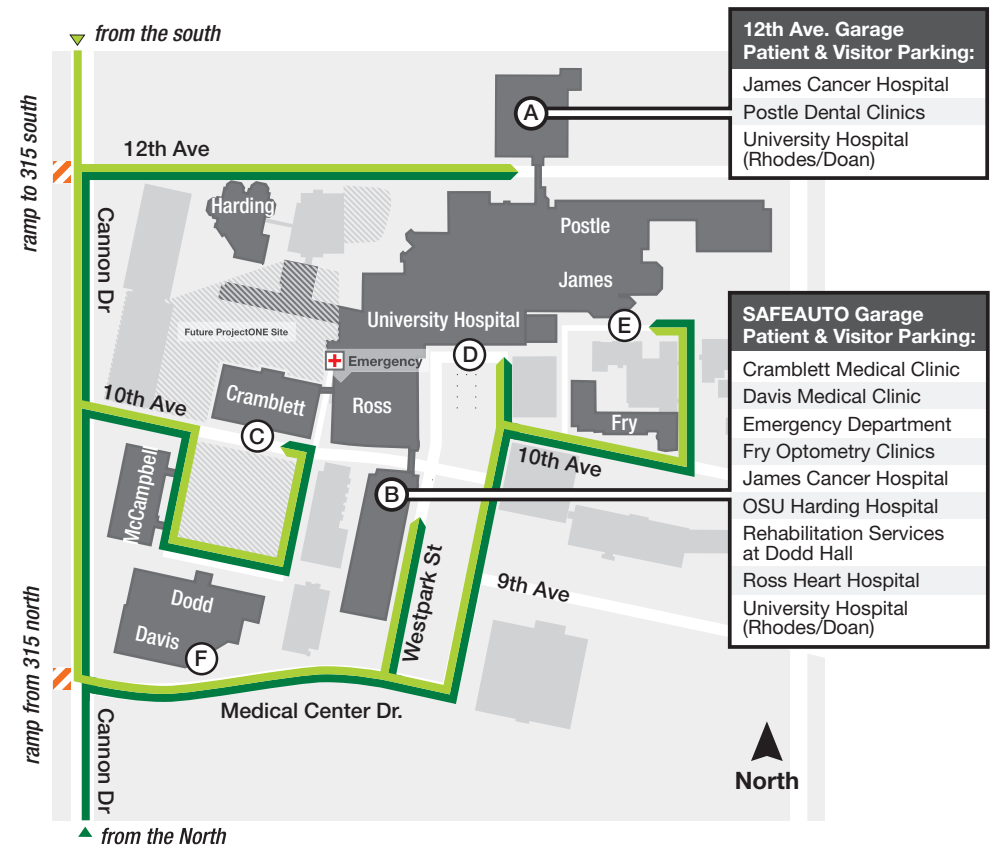 from the south
12th Ave. Garage
Patient & Visitor Parking:
James Cancer Hospital
Postle Dental Clinics
University Hospital
(Rhodes/Doan)
A
ramp to 315 south
12th Ave
Harding
Cannon Dr
Postle
James
Future ProjectONE Site
University Hospital
E
D
Emergency
SAFEAUTO Garage
Patient & Visitor Parking:
Cramblett Medical Clinic
Davis Medical Clinic
Emergency Department
Fry Optometry Clinics
James Cancer Hospital
OSU Harding Hospital
Rehabilitation Services
at Dodd Hall
Ross Heart Hospital
University Hospital
(Rhodes/Doan)
10th Ave
Cramblett
Ross
Fry
C
10th Ave
McCampbell
B
Westpark St
9th Ave
Dodd
Davis
F
ramp from 315 north
Medical Center Dr.
Cannon Dr
North
from the North